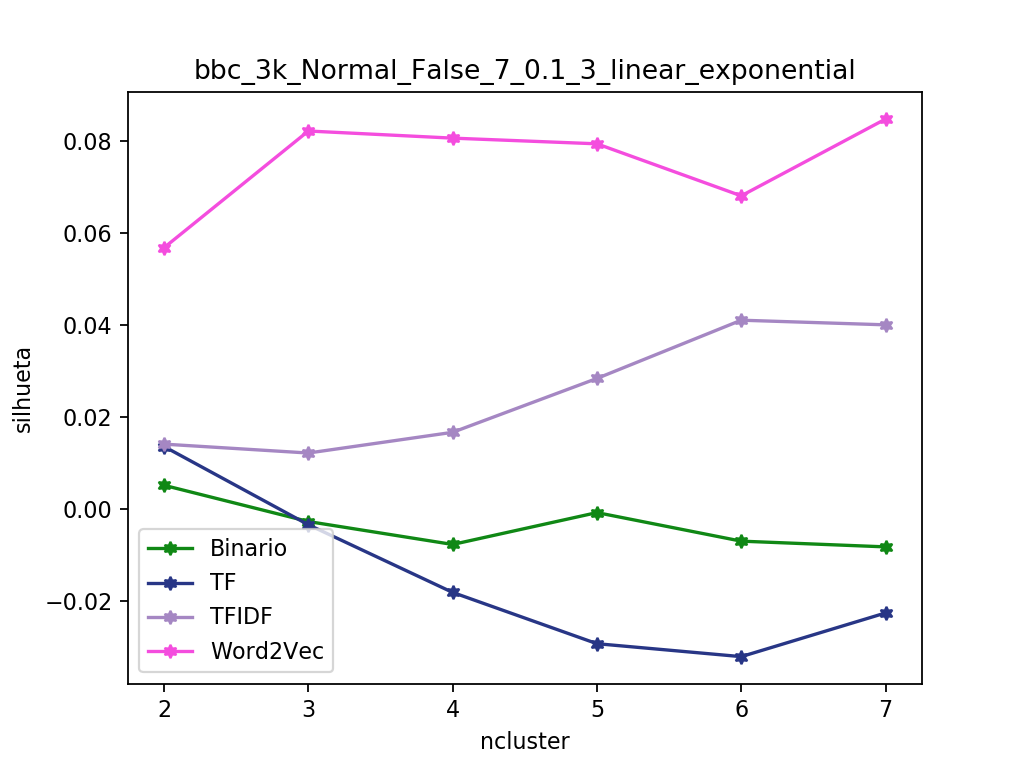 bbc_3k_Normal_False_7_0.1_3_linear_exponential
silhueta
0.08
0.06
0.04
0.02
0.00
−0.02
Binario
TF
TFIDF
Word2Vec
2 3 4 5 6 7
ncluster